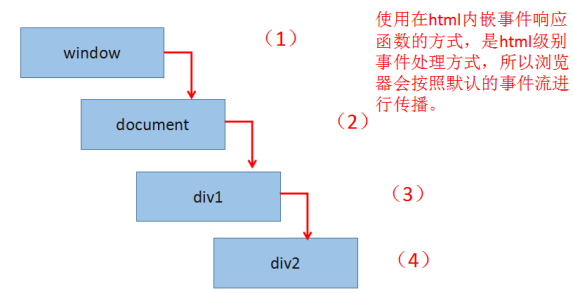 使用在html内嵌事件响应
函数的方式，是html级别
事件处理方式，所以浏览
器会按照默认的事件流进
行传播。
window
（1）
document
（2）
div1
（3）
div2
（4）